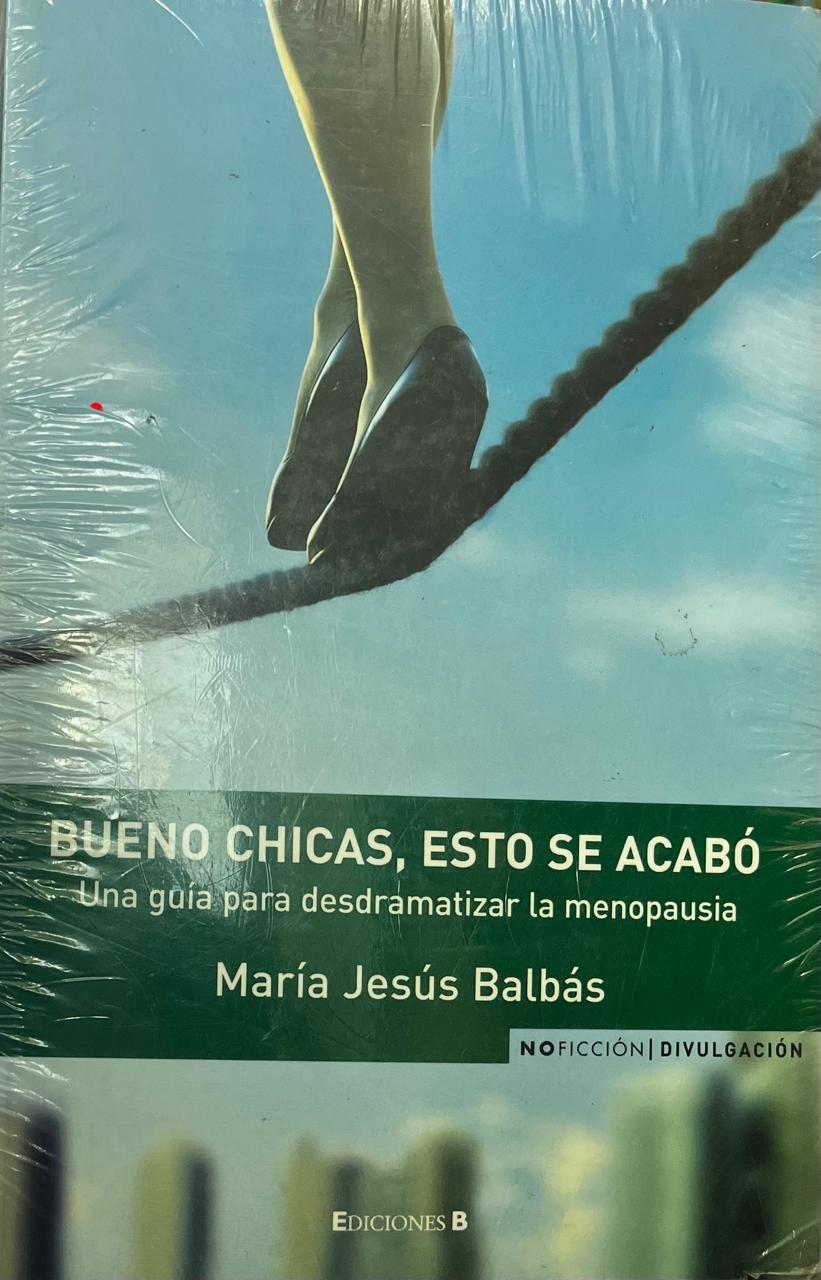 BUENO CHICAS, ESTO SE ACABÓ
Una guía para desdramatizar la menopausia
María Jesús Balbás
NOFICCIÓN|DIVULGACIÓN
EDICIONES B